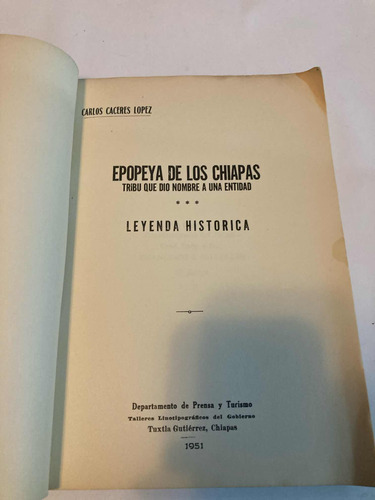 CARLOS CACERES LOPEZ
EPOPEYA DE LOS CHIAPAS
TRIBU QUE DIO NOMBRE A UNA ENTIDAD
* * *
LEYENDA HISTORICA
Departamento de Prensa y Turismo
Talleres Linotipográficos del Gobierno
Tuxtla Gutiérrez, Chiapas
1951